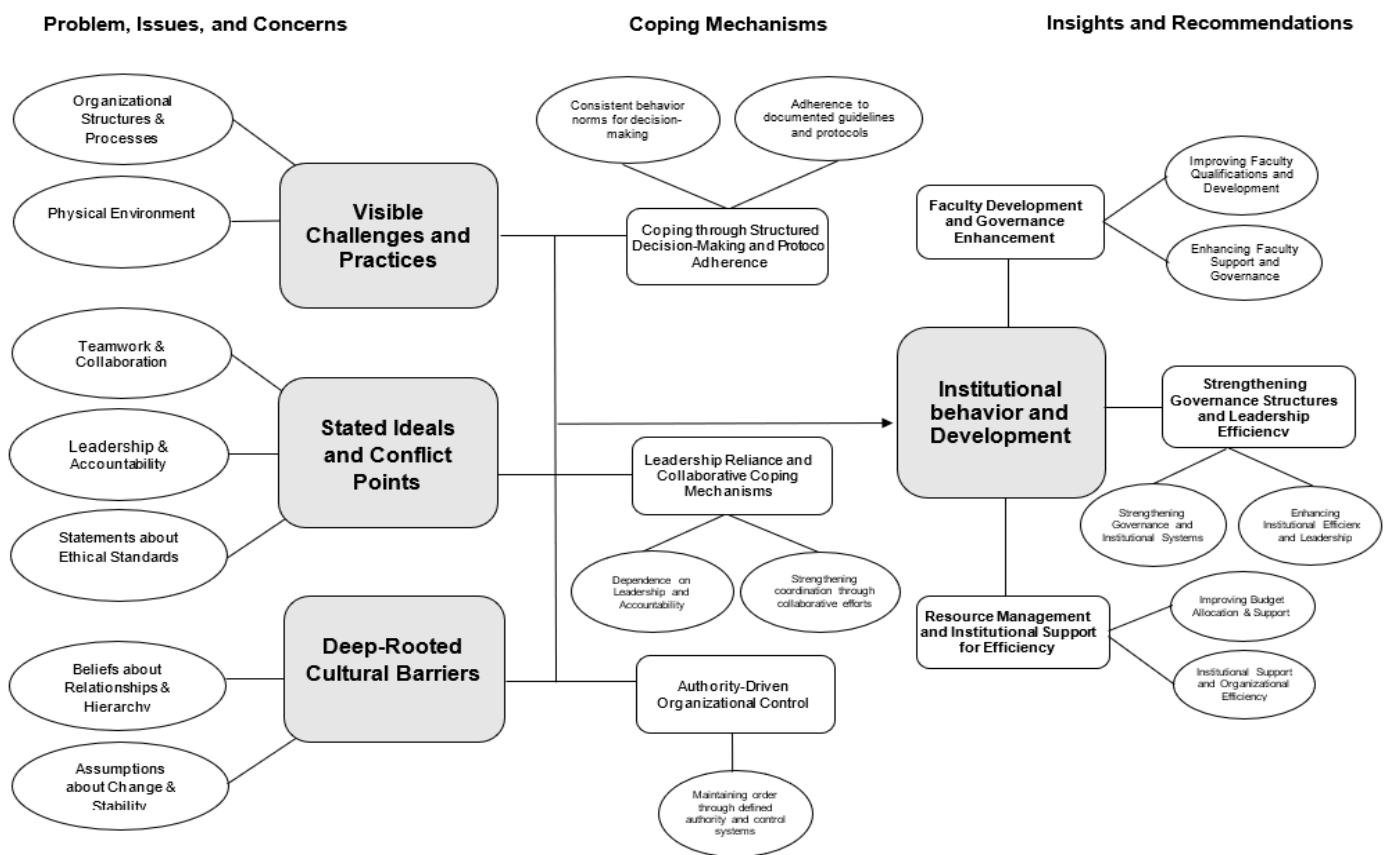 Problem, Issues, and Concerns
Coping Mechanisms
Insights and Recommendations
Organizational
Structures &
Processes
Physical Environment
Visible
Challenges and
Practices
Teamwork &
Collaboration
Leadership &
Accountability
Statements about
Ethical Standards
Stated Ideals
and Conflict
Points
Beliefs about
Relationships &
Hierarchy
Assumptions
about Change &
Stability
Deep-Rooted
Cultural Barriers
Consistent behavior
norms for decision-
making
Adherence to
documented guidelines
and protocols
Coping through Structured
Decision-Making and Protoco
Adherence
Leadership Reliance and
Collaborative Coping
Mechanisms
Dependence on
Leadership and
Accountability
Strengthening
coordination through
collaborative efforts
Authority-Driven
Organizational Control
Maintaining order
through defined
authority and control
systems
Faculty Development
and Governance
Enhancement
Improving Faculty
Qualifications and
Development
Enhancing Faculty
Support and
Governance
Institutional
behavior and
Development
Strengthening
Governance Structures
and Leadership
Efficiency
Strengthening
Governance and
Institutional Systems
Enhancing
Institutional Efficienc
and Leadership
Resource Management
and Institutional Support
for Efficiency
Improving Budget
Allocation & Support
Institutional Support
and Organizational
Efficiency